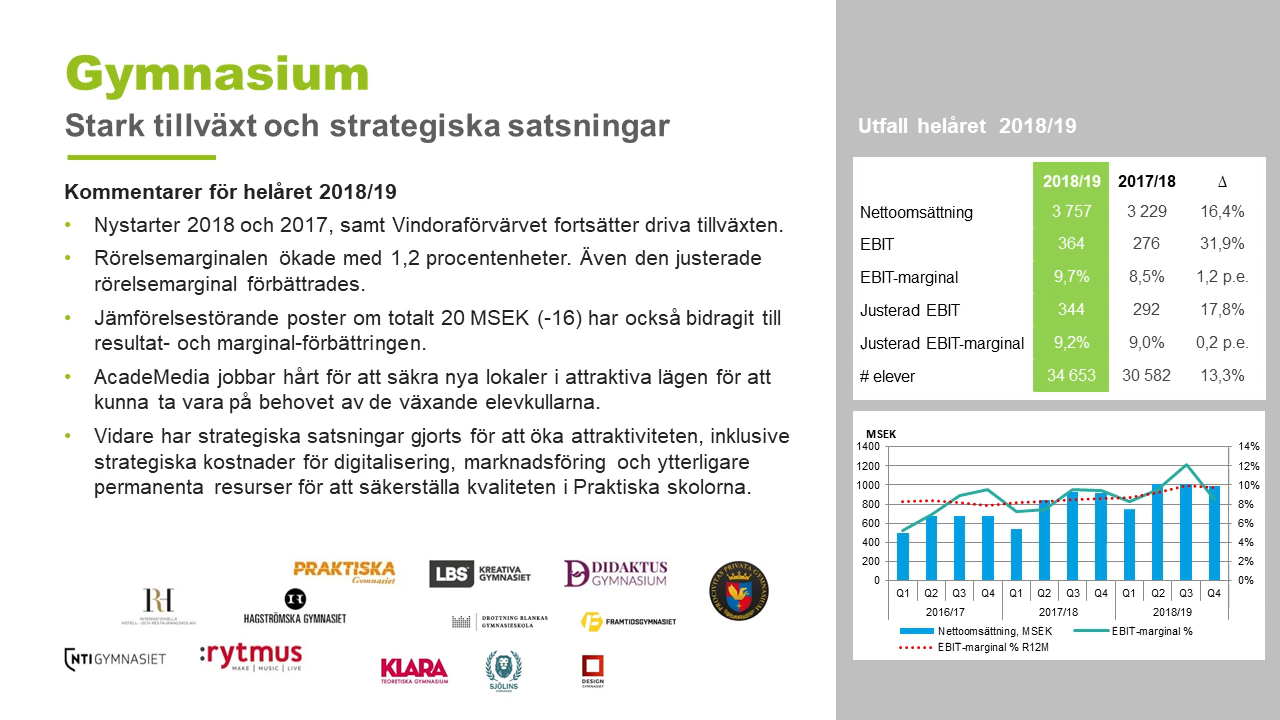 Gymnasium
Stark tillväxt och strategiska satsningar
Kommentarer för helåret 2018/19
• Nystarter 2018 och 2017, samt Vindoraförvärvet fortsätter driva tillväxten.
• Rörelsemarginalen ökade med 1,2 procentenheter. Även den justerade
rörelsemarginal förbättrades.
• Jämförelsestörande poster om totalt 20 MSEK (-16) har också bidragit till
resultat- och marginal-förbättringen.
• AcadeMedia jobbar hårt för att säkra nya lokaler i attraktiva lägen för att
kunna ta vara på behovet av de växande elevkullarna.
• Vidare har strategiska satsningar gjorts för att öka attraktiviteten, inklusive
strategiska kostnader för digitalisering, marknadsföring och ytterligare
permanenta resurser för att säkerställa kvaliteten i Praktiska skolorna.
PRAKTISKA
Gymnasiet
LBS KREATIVA
GYMNASIET
DIDAKTUS
GYMNASIUM
RH
INTERNATIONELLA
HOTELL- OCH RESTAURANGSKOLAN
HAGSTRÖMSKA GYMNASIET
DROTTNING BLANKAS
GYMNASIESKOLA
FRAMTIDSGYMNASIET
NTIGYMNASIET
:rytmus
MAKE | MUSIC | LIVE
KLARA
TEORETISKA GYMNASIUM
SJÖLINS
DESIGN
GYMNASIET
Utfall helåret 2018/19
2018/19 2017/18 Δ
Nettoomsättning 3 757 3 229 16,4%
EBIT 364 276 31,9%
EBIT-marginal 9,7% 8,5% 1,2 p.e.
Justerad EBIT 344 292 17,8%
Justerad EBIT-marginal 9,2% 9,0% 0,2 p.e.
# elever 34 653 30 582 13,3%
MSEK
1400 14%
1200 12%
1000 10%
800 8%
600 6%
400 4%
200 2%
0 0%
Q1 Q2 Q3 Q4 Q1 Q2 Q3 Q4 Q1 Q2 Q3 Q4
2016/17 2017/18 2018/19
Nettoomsättning, MSEK EBIT-marginal %
EBIT-marginal % R12M